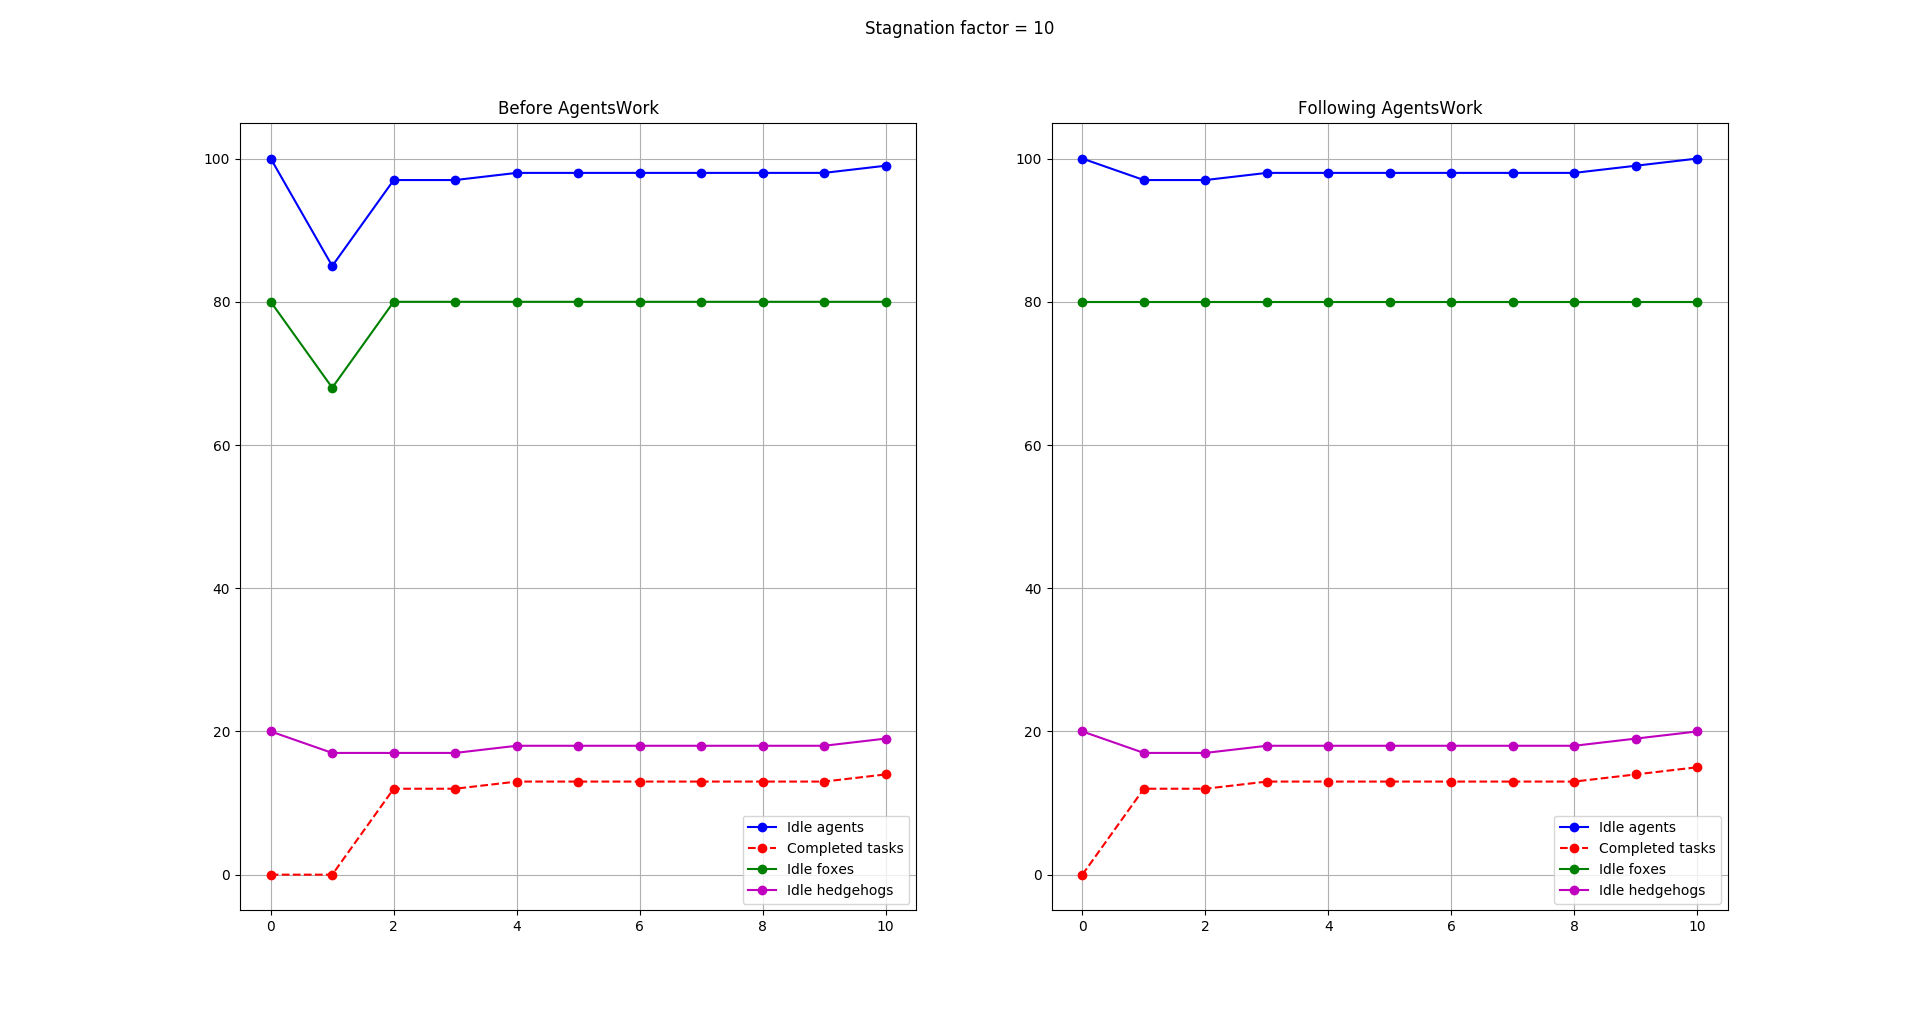 Stagnation factor = 10
Before AgentsWork
100
80
60
40
20
0
0 2 4 6 8 10
Idle agents
Completed tasks
Idle foxes
Idle hedgehogs
Following AgentsWork
100
80
60
40
20
0
0 2 4 6 8 10
Idle agents
Completed tasks
Idle foxes
Idle hedgehogs